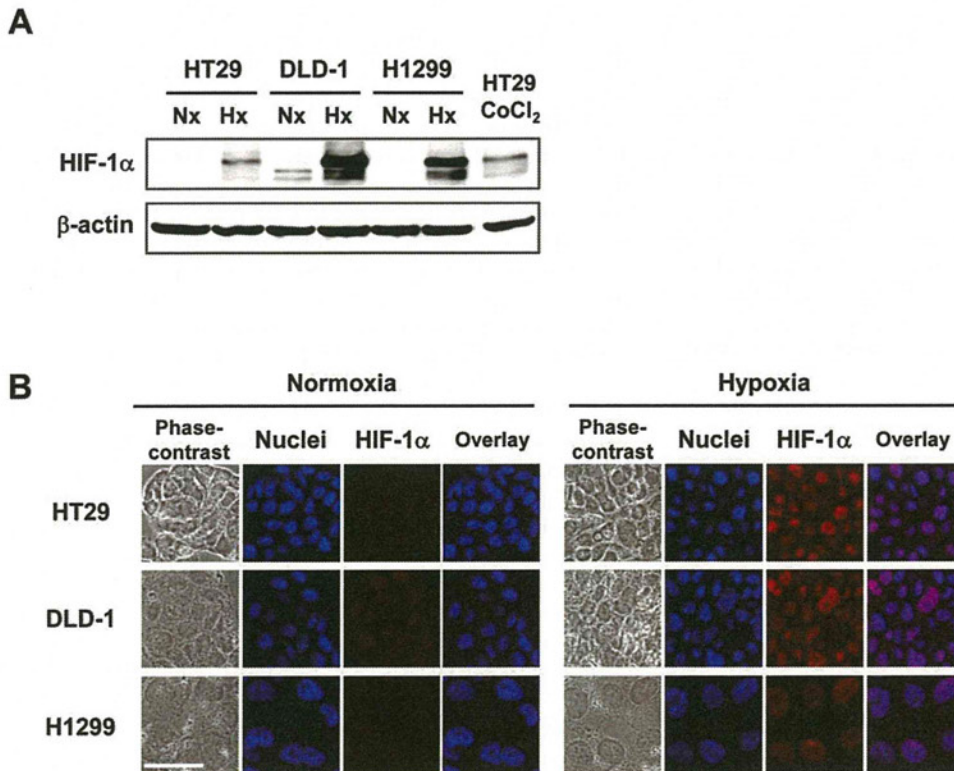 A
HT29 DLD-1 H1299 HT29
Nx Hx Nx Hx Nx Hx CoCl₂
HIF-1α
β-actin
B
Normoxia Hypoxia
Phase-contrast Nuclei HIF-1α Overlay Phase-contrast Nuclei HIF-1α Overlay
HT29
DLD-1
H1299